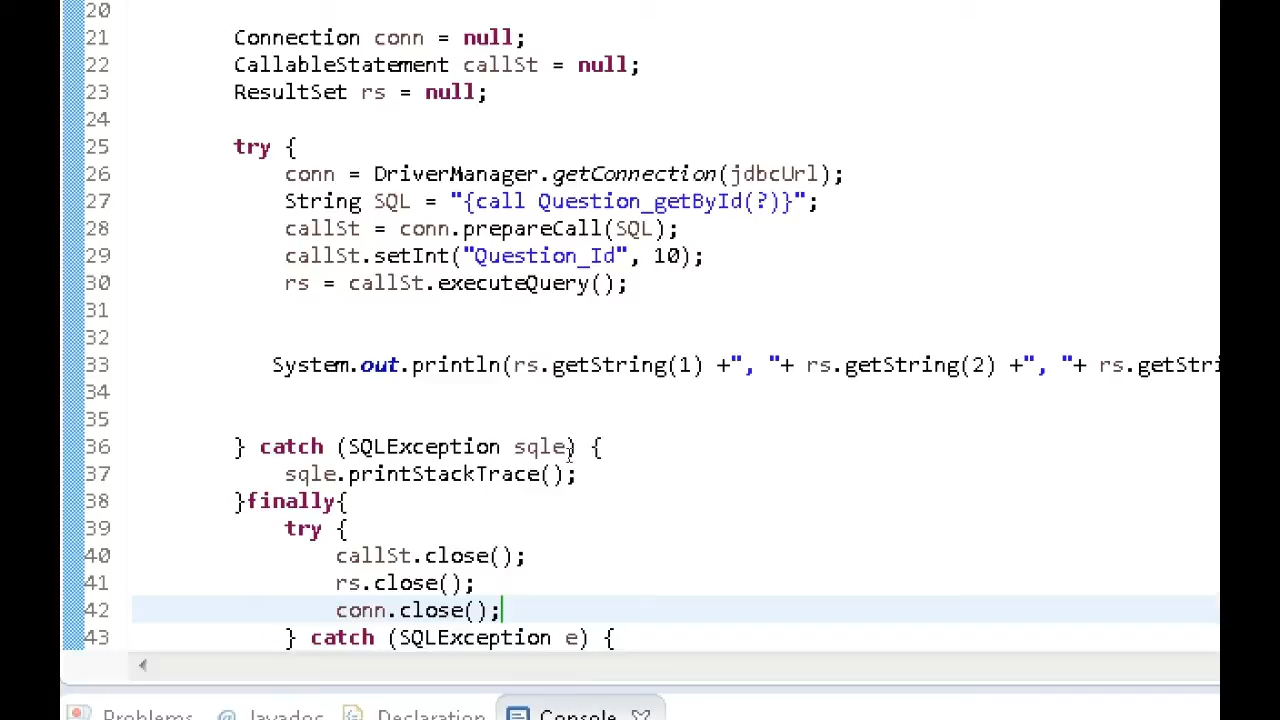 20
21 Connection conn = null;
22 CallableStatement callSt = null;
23 ResultSet rs = null;
24
25 try {
26 conn = DriverManager.getConnection(jdbcUrl);
27 String SQL = "{call Question_getById(?)}";
28 callSt = conn.prepareCall(SQL);
29 callSt.setInt("Question_Id", 10);
30 rs = callSt.executeQuery();
31
32
33 System.out.println(rs.getString(1) +", "+ rs.getString(2) +", "+ rs.getStri
34
35
36 } catch (SQLException sqle) {
37 sqle.printStackTrace();
38 }finally{
39 try {
40 callSt.close();
41 rs.close();
42 conn.close();
43 } catch (SQLException e) {
Problems Javadoc Declaration Console